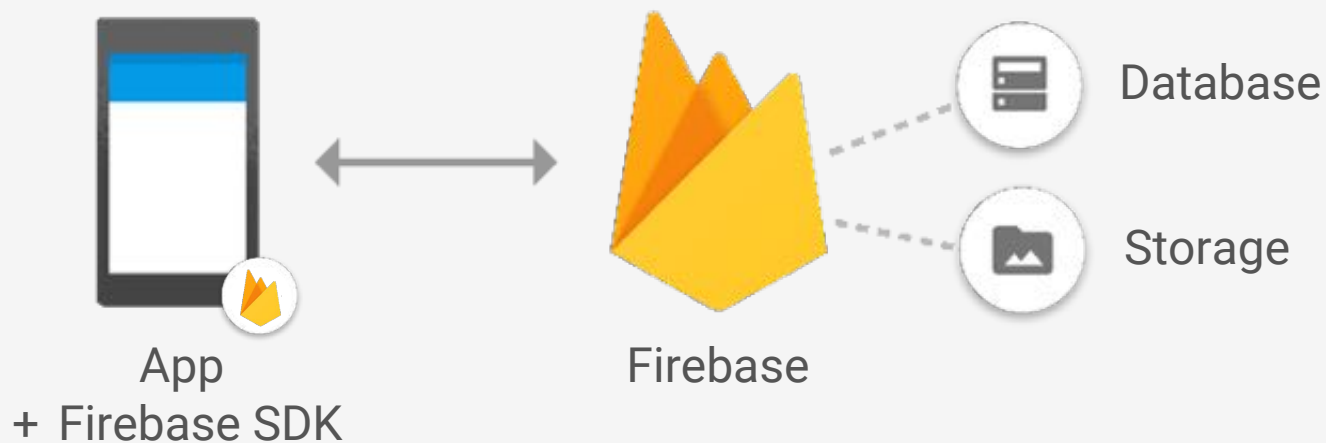 Database
Storage
App
+ Firebase SDK
Firebase